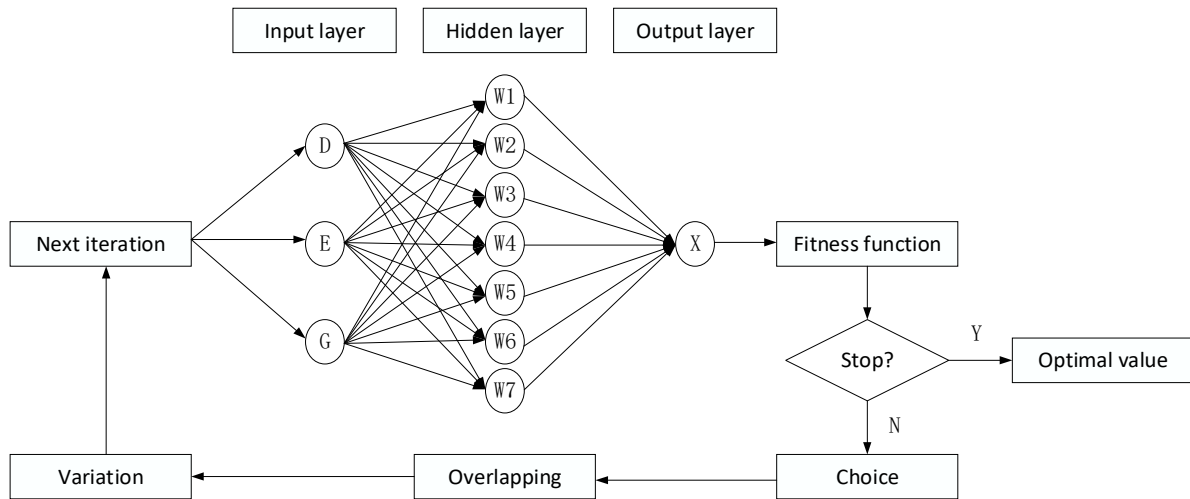 Input layer
Hidden layer
Output layer
W1
D
W2
W3
Next iteration
E
W4
X
Fitness function
W5
G
W6
Stop?
Y
Optimal value
W7
N
Variation
Overlapping
Choice